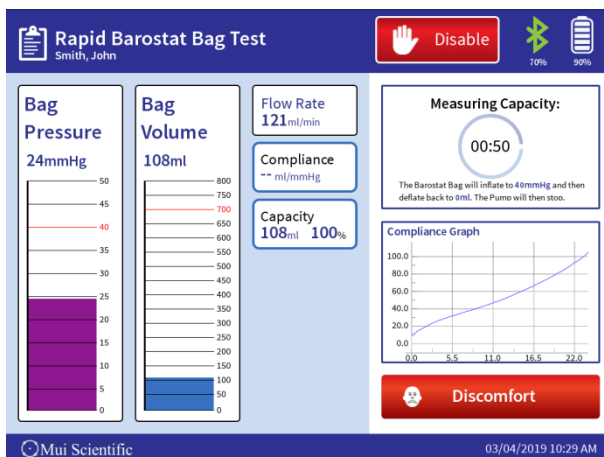 Rapid Barostat Bag Test
Smith, John
Disable
70%
90%
Bag
Pressure
24mmHg
50
45
40
35
30
25
20
15
10
5
0
Bag
Volume
108ml
800
750
700
650
600
550
500
450
400
350
300
250
200
150
100
50
0
Flow Rate
121ml/min
Compliance
-- ml/mmHg
Capacity
108ml 100%
Measuring Capacity:
00:50
The Barostat Bag will inflate to 40mmHg and then
deflate back to 0ml. The Pump will then stop.
Compliance Graph
100.0
80.0
60.0
40.0
20.0
0.0
0.0 5.5 11.0 16.5 22.0
Discomfort
Mui Scientific
03/04/2019 10:29 AM